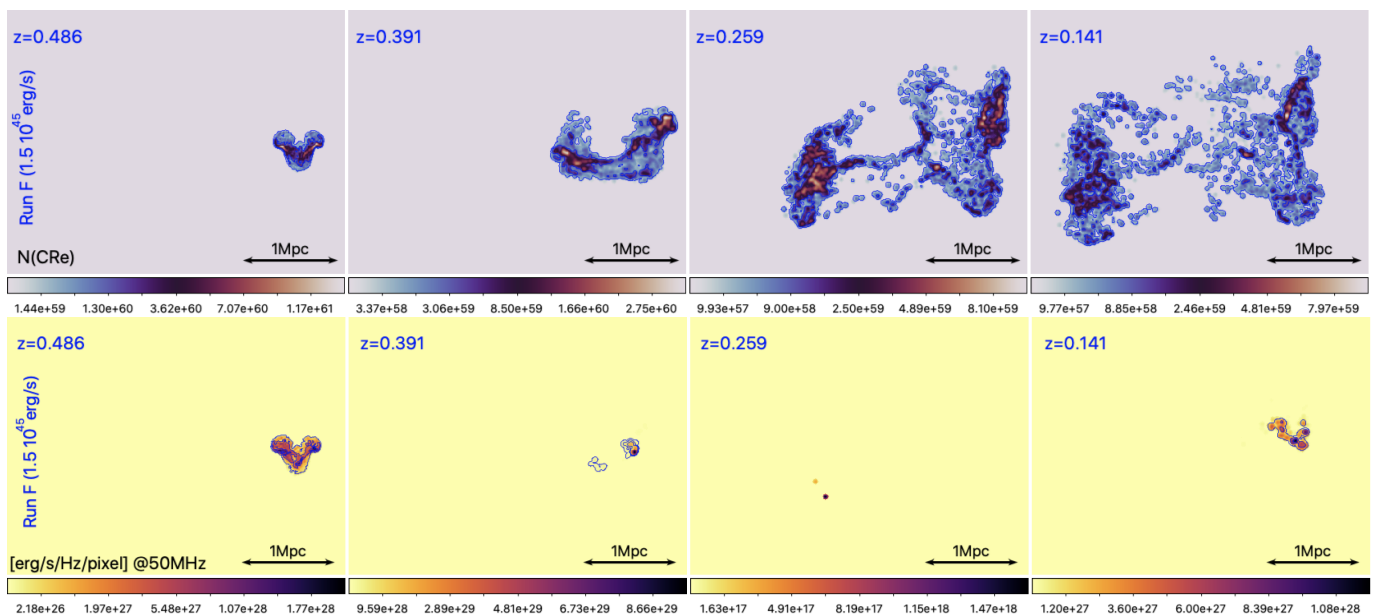 z=0.486
z=0.391
z=0.259
z=0.141
Run F (1.5 10^45 erg/s)
N(CRe)
1Mpc
1Mpc
1Mpc
1Mpc
1.44e+59 1.30e+60 3.62e+60 7.07e+60 1.17e+61
3.37e+58 3.06e+59 8.50e+59 1.66e+60 2.75e+60
9.93e+57 9.00e+58 2.50e+59 4.89e+59 8.10e+59
9.77e+57 8.85e+58 2.46e+59 4.81e+59 7.97e+59
z=0.486
z=0.391
z=0.259
z=0.141
Run F (1.5 10^45 erg/s)
[erg/s/Hz/pixel] @50MHz
1Mpc
1Mpc
1Mpc
1Mpc
2.18e+26 1.97e+27 5.48e+27 1.07e+28 1.77e+28
9.59e+28 2.89e+29 4.81e+29 6.73e+29 8.66e+29
1.63e+17 4.91e+17 8.19e+17 1.15e+18 1.47e+18
1.20e+27 3.60e+27 6.00e+27 8.39e+27 1.08e+28